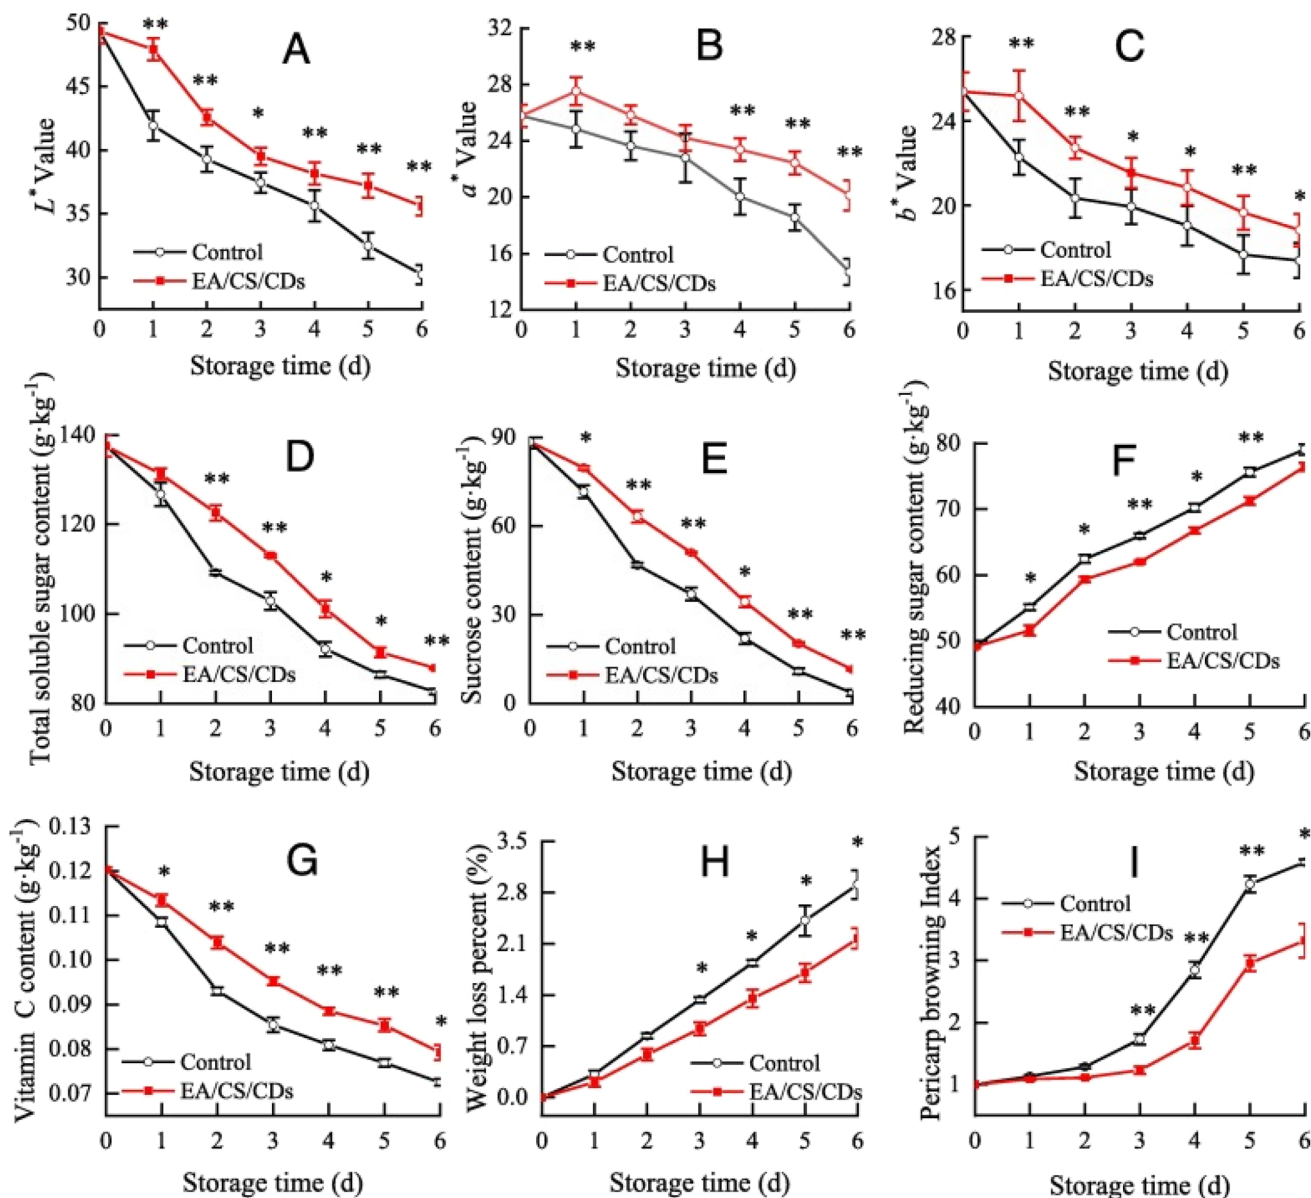 A
L* Value
50
45
40
35
30
** ** * ** ** **
Control
EA/CS/CDs
0 1 2 3 4 5 6
Storage time (d)
B
a* Value
32
28
24
20
16
12
** ** ** **
Control
EA/CS/CDs
0 1 2 3 4 5 6
Storage time (d)
C
b* Value
28
24
20
16
** ** * * ** *
Control
EA/CS/CDs
0 1 2 3 4 5 6
Storage time (d)
D
Total soluble sugar content (g·kg-1)
140
120
100
80
** ** * * **
Control
EA/CS/CDs
0 1 2 3 4 5 6
Storage time (d)
E
Sucrose content (g·kg-1)
90
60
30
0
* ** ** * ** **
Control
EA/CS/CDs
0 1 2 3 4 5 6
Storage time (d)
F
Reducing sugar content (g·kg-1)
80
70
60
50
40
* * ** * **
Control
EA/CS/CDs
0 1 2 3 4 5 6
Storage time (d)
G
Vitamin C content (g·kg-1)
0.13
0.12
0.11
0.10
0.09
0.08
0.07
* ** ** ** ** *
Control
EA/CS/CDs
0 1 2 3 4 5 6
Storage time (d)
H
Weight loss percent (%)
3.5
2.8
2.1
1.4
0.7
0.0
* * * *
Control
EA/CS/CDs
0 1 2 3 4 5 6
Storage time (d)
I
Pericarp browning Index
5
4
3
2
1
** ** ** *
Control
EA/CS/CDs
0 1 2 3 4 5 6
Storage time (d)